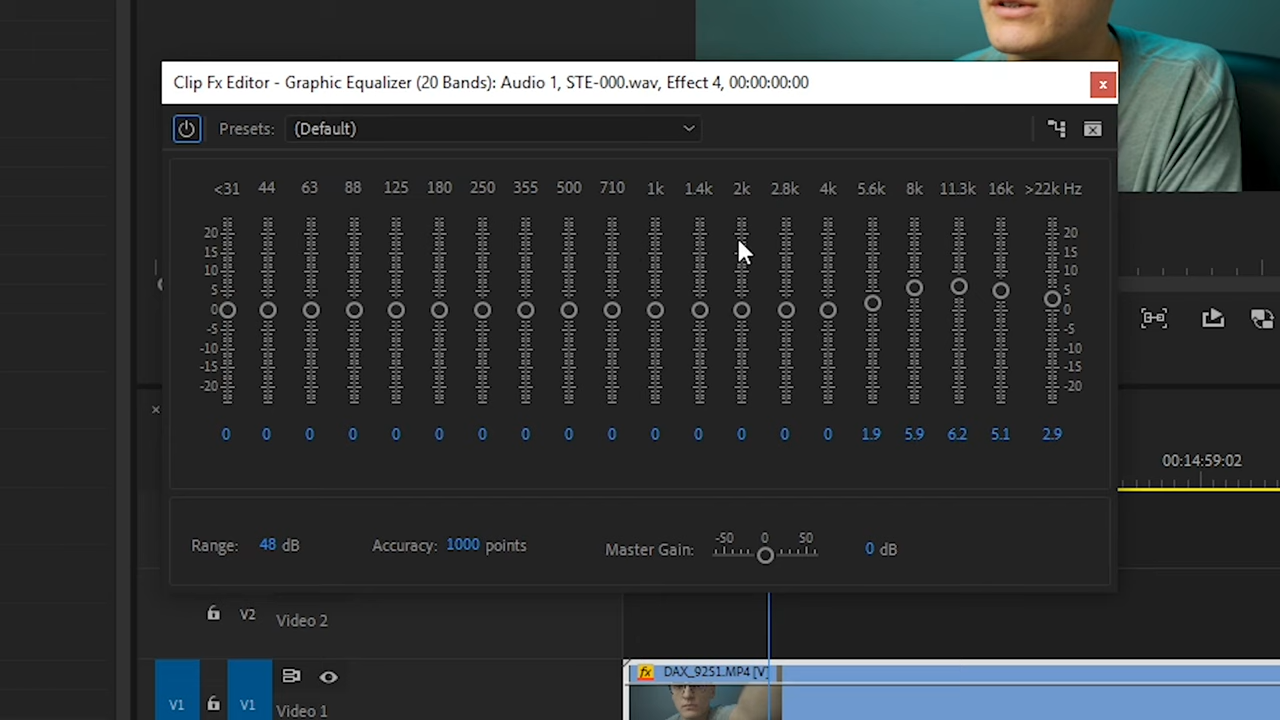 Clip Fx Editor - Graphic Equalizer (20 Bands): Audio 1, STE-000.wav, Effect 4, 00:00:00:00
x
Presets: (Default)
<31 44 63 88 125 180 250 355 500 710 1k 1.4k 2k 2.8k 4k 5.6k 8k 11.3k 16k >22k Hz
20 20
15 15
10 10
5 5
0 0
-5 -5
-10 -10
-15 -15
-20 -20
0 0 0 0 0 0 0 0 0 0 0 0 0 0 0 1.9 5.9 6.2 5.1 2.9
00:14:59:02
Range: 48 dB Accuracy: 1000 points Master Gain: -50 0 50 0 dB
V2 Video 2
fx DAX_9251.MP4 [V]
V1 V1 Video 1